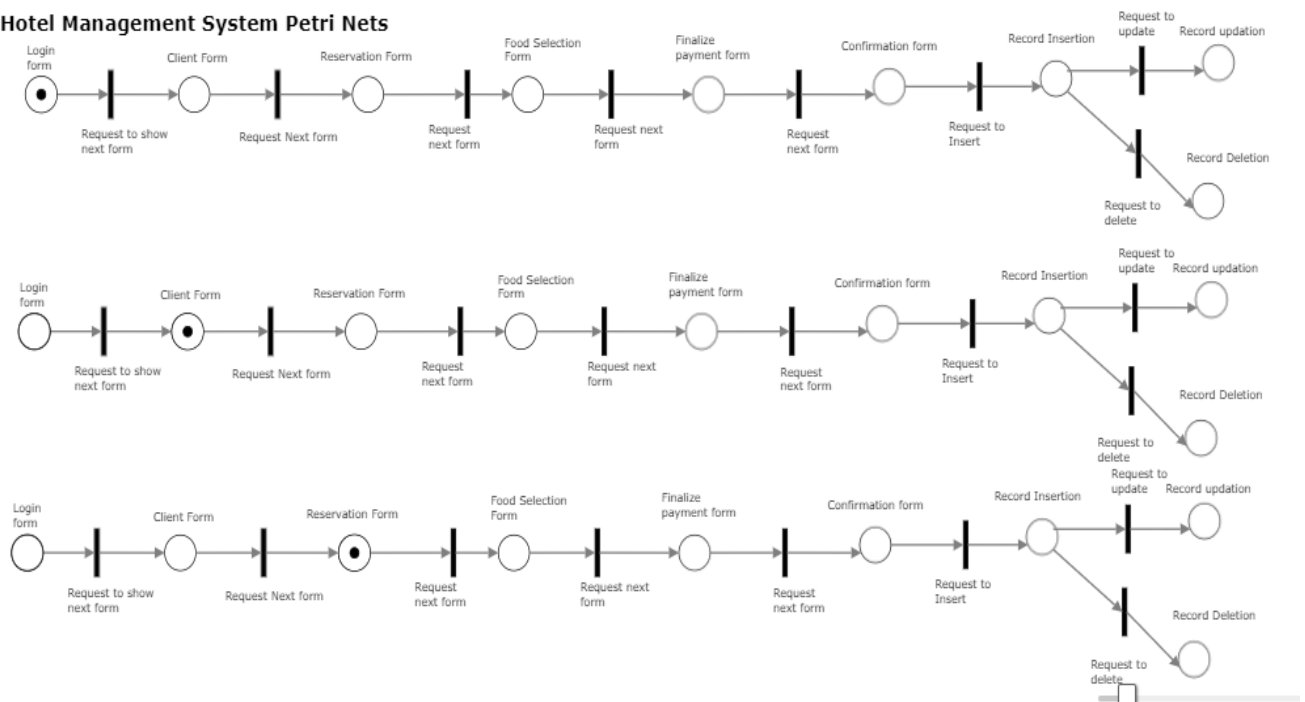 Hotel Management System Petri Nets
Login
form
Client Form
Reservation Form
Food Selection
Form
Finalize
payment form
Confirmation form
Record Insertion
Request to
update
Record updation
Request to show
next form
Request Next form
Request
next form
Request next
form
Request
next form
Request to
Insert
Record Deletion
Request to
delete
Login
form
Client Form
Reservation Form
Food Selection
Form
Finalize
payment form
Confirmation form
Record Insertion
Request to
update
Record updation
Request to show
next form
Request Next form
Request
next form
Request next
form
Request
next form
Request to
Insert
Record Deletion
Request to
delete
Login
form
Client Form
Reservation Form
Food Selection
Form
Finalize
payment form
Confirmation form
Record Insertion
Request to
update
Record updation
Request to show
next form
Request Next form
Request
next form
Request next
form
Request
next form
Request to
Insert
Record Deletion
Request to
delete